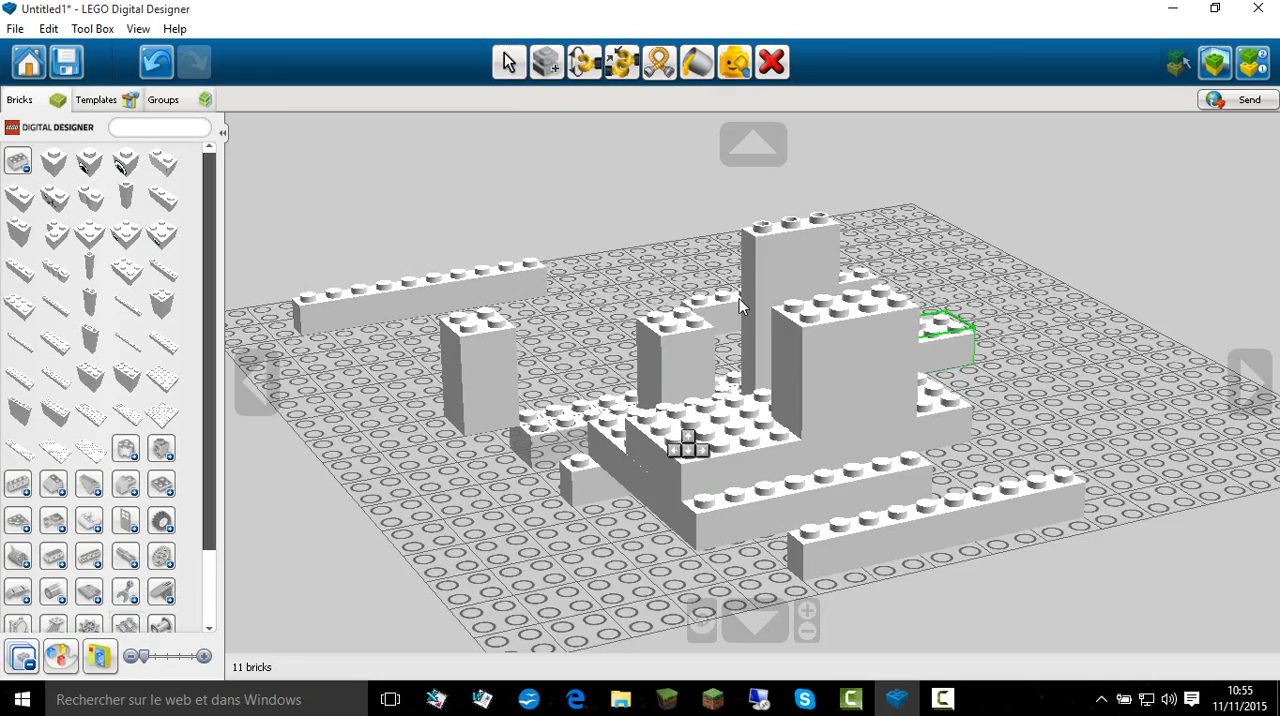 Untitled1* - LEGO Digital Designer
File Edit Tool Box View Help
Bricks Templates Groups
Send
LEGO DIGITAL DESIGNER
11 bricks
Rechercher sur le web et dans Windows
10:55
11/11/2015